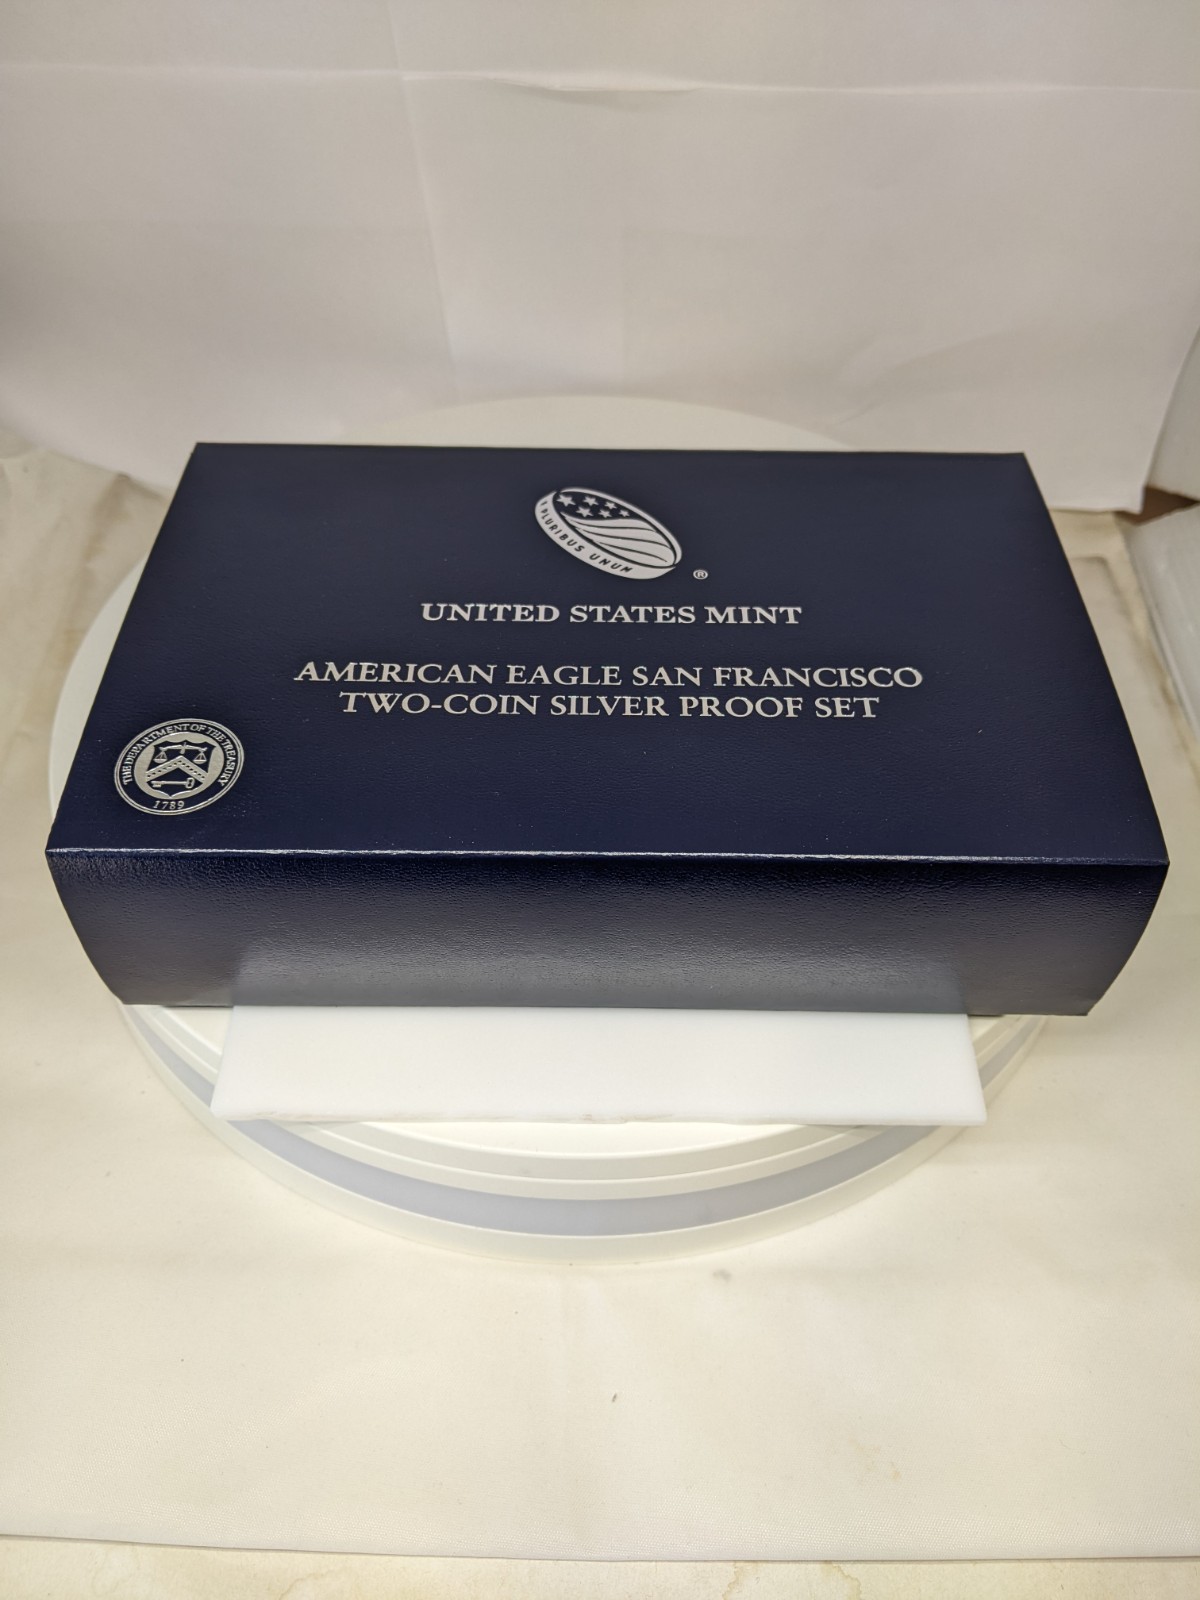 E PLURIBUS UNUM
®
UNITED STATES MINT
AMERICAN EAGLE SAN FRANCISCO
TWO-COIN SILVER PROOF SET
THE DEPARTMENT OF THE TREASURY
1789